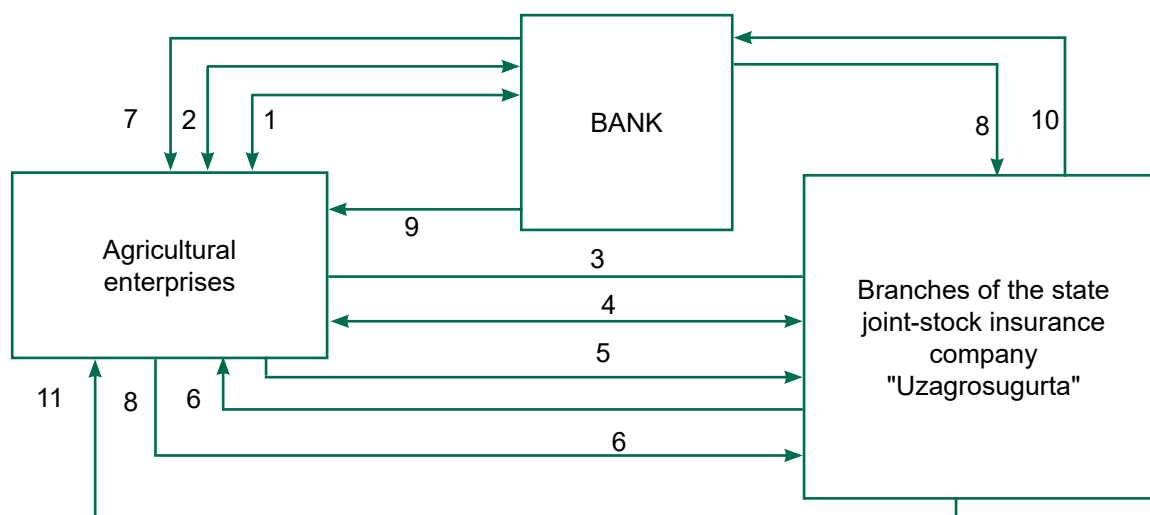 BANK
7
2
1
8
10
9
Agricultural
enterprises
3
Branches of the state
joint-stock insurance
company
"Uzagrosugurta"
4
5
11
8
6
6